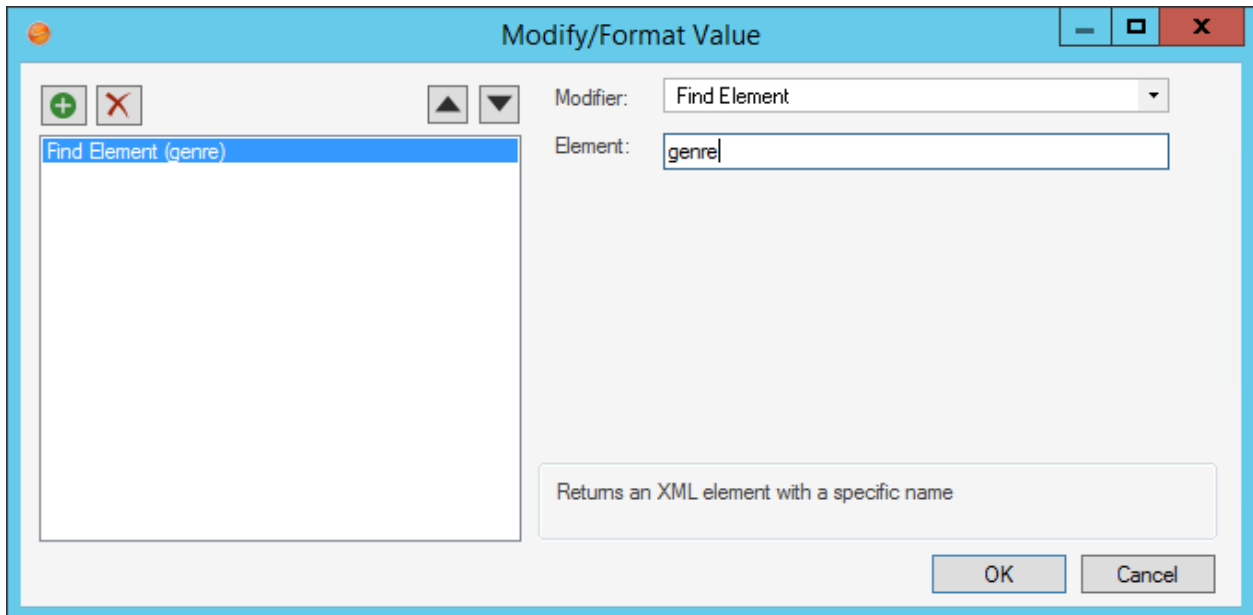 Modify/Format Value
Modifier: Find Element
Find Element (genre)
Element: genre
Returns an XML element with a specific name
OK Cancel